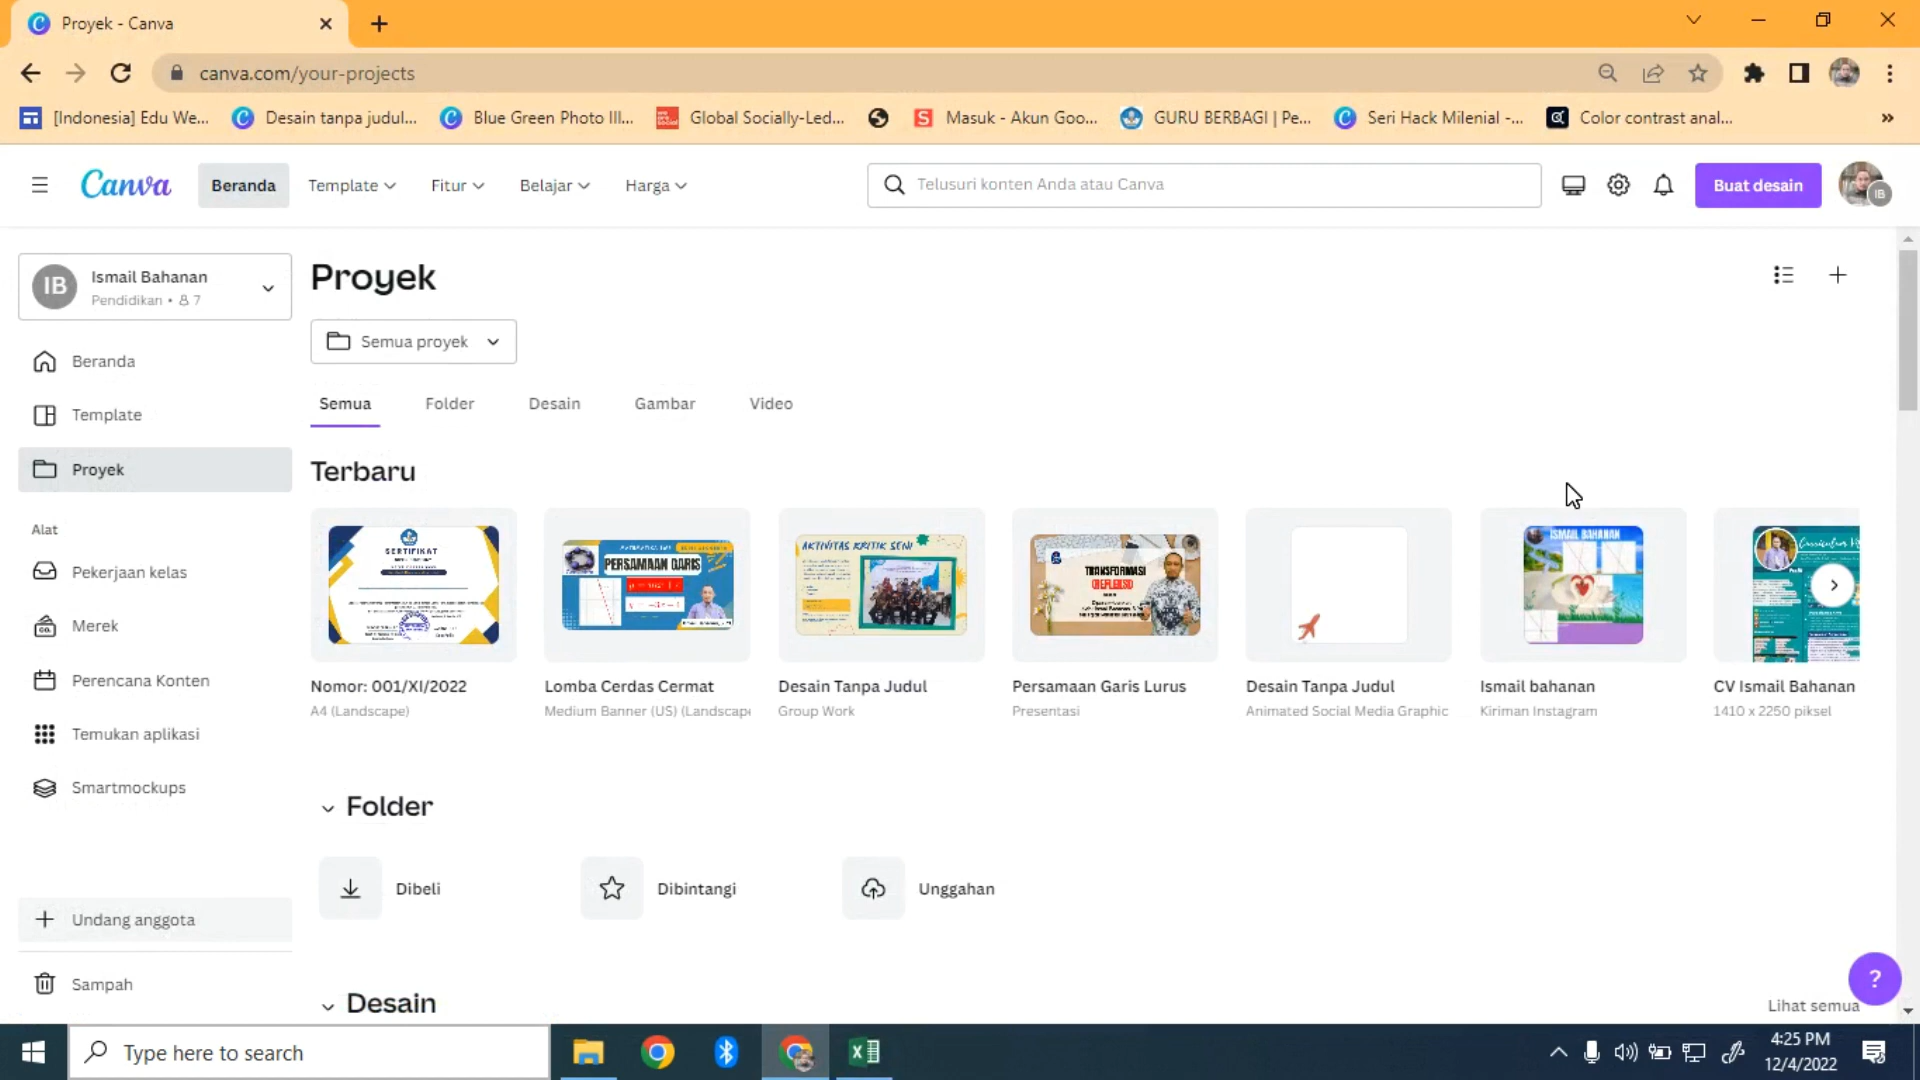 Proyek - Canva
canva.com/your-projects
[Indonesia] Edu We...
Desain tanpa judul...
Blue Green Photo Ill...
Global Socially-Led...
Masuk - Akun Goo...
GURU BERBAGI | Pe...
Seri Hack Milenial -...
Color contrast anal...
Canva
Beranda
Template
Fitur
Belajar
Harga
Telusuri konten Anda atau Canva
Buat desain
IB
IB
Ismail Bahanan
Pendidikan • 7
Beranda
Template
Proyek
Alat
Pekerjaan kelas
Merek
Perencana Konten
Temukan aplikasi
Smartmockups
Undang anggota
Sampah
Proyek
Semua proyek
Semua
Folder
Desain
Gambar
Video
Terbaru
SERTIFIKAT
PERSAMAAN GARIS
AKTIVITAS KRITIK SENI
TRANSFORMASI
(REFLEKSI)
ISMAIL BAHANAN
Nomor: 001/XI/2022
A4 (Landscape)
Lomba Cerdas Cermat
Medium Banner (US) (Landscape
Desain Tanpa Judul
Group Work
Persamaan Garis Lurus
Presentasi
Desain Tanpa Judul
Animated Social Media Graphic
Ismail bahanan
Kiriman Instagram
CV Ismail Bahanan
1410 x 2250 piksel
Folder
Dibeli
Dibintangi
Unggahan
Desain
Lihat semua
?
Type here to search
4:25 PM
12/4/2022